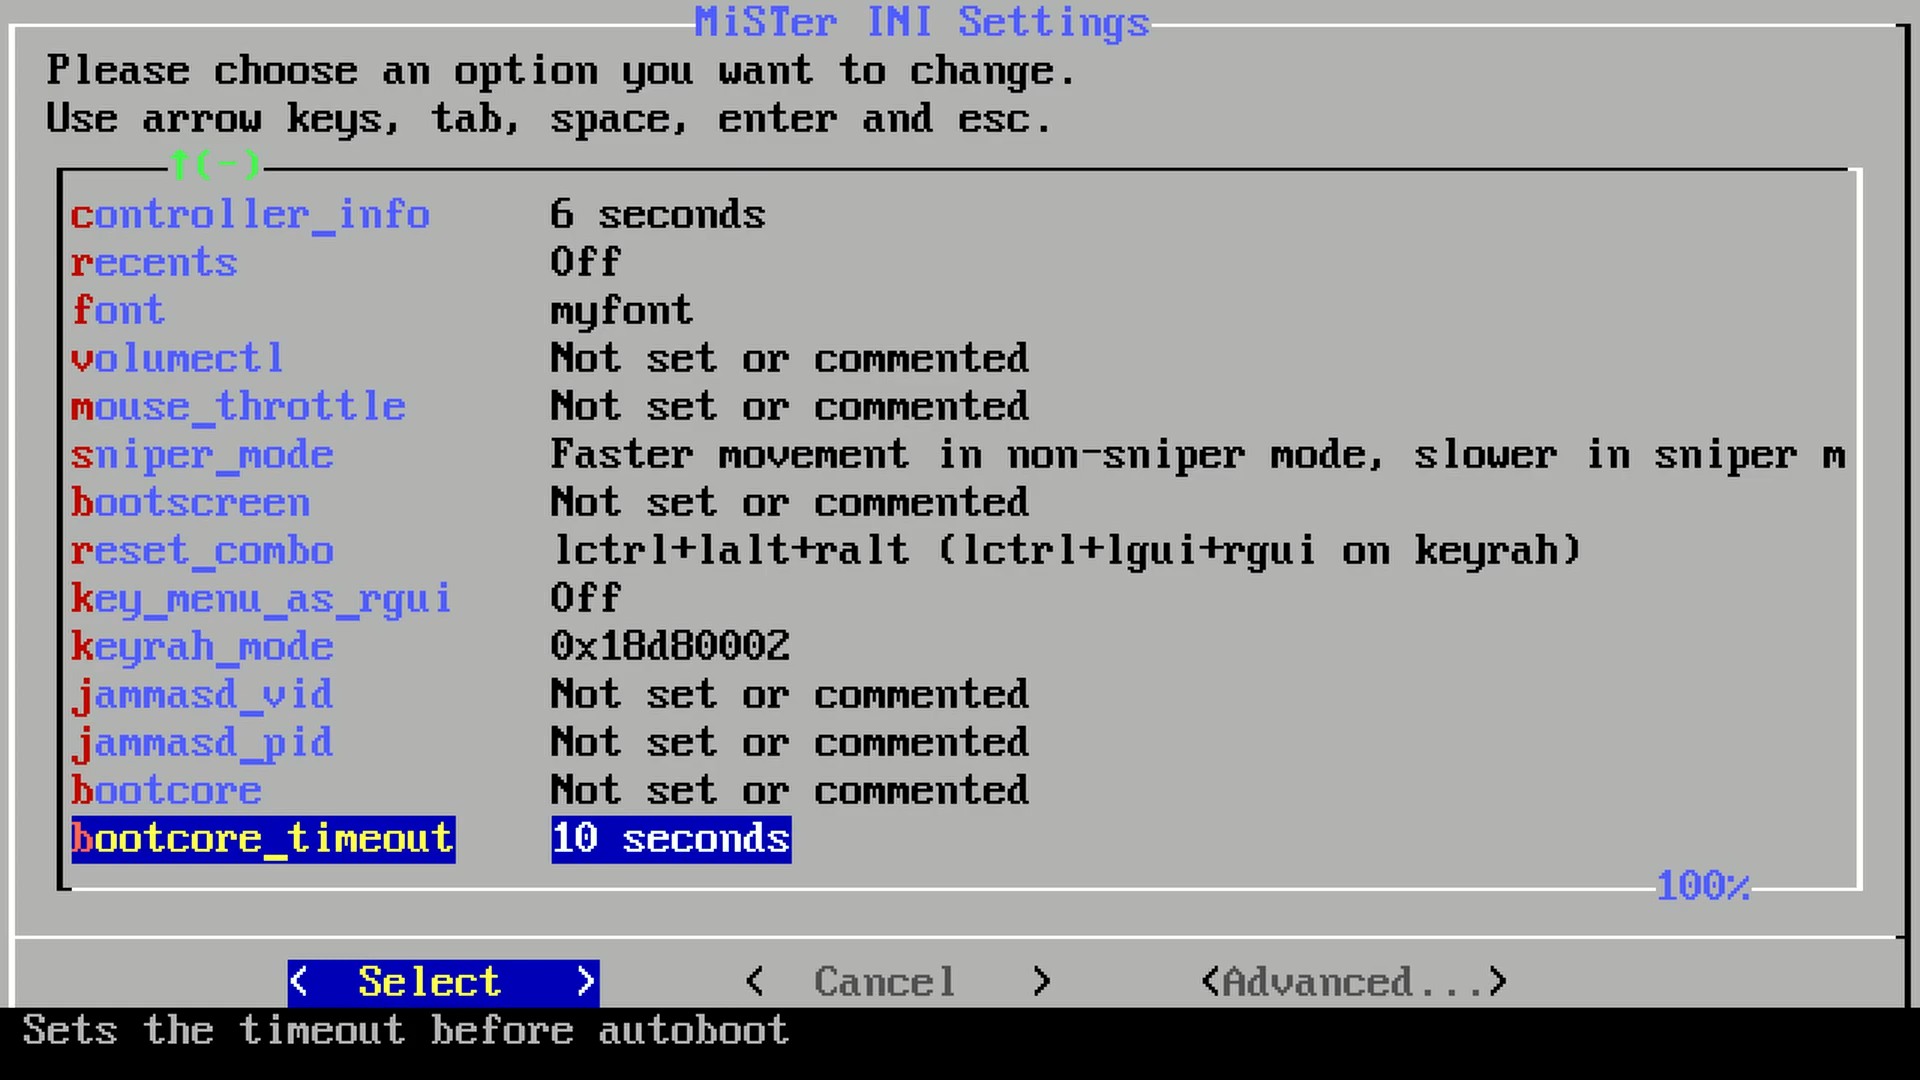 MiSTer INI Settings
Please choose an option you want to change.
Use arrow keys, tab, space, enter and esc.
↑(-)
controller_info 6 seconds
recents Off
font myfont
volumectl Not set or commented
mouse_throttle Not set or commented
sniper_mode Faster movement in non-sniper mode, slower in sniper m
bootscreen Not set or commented
reset_combo lctrl+lalt+ralt (lctrl+lgui+rgui on keyrah)
key_menu_as_rgui Off
keyrah_mode 0x18d80002
jammasd_vid Not set or commented
jammasd_pid Not set or commented
bootcore Not set or commented
bootcore_timeout 10 seconds
100%
< Select > < Cancel > <Advanced...>
Sets the timeout before autoboot